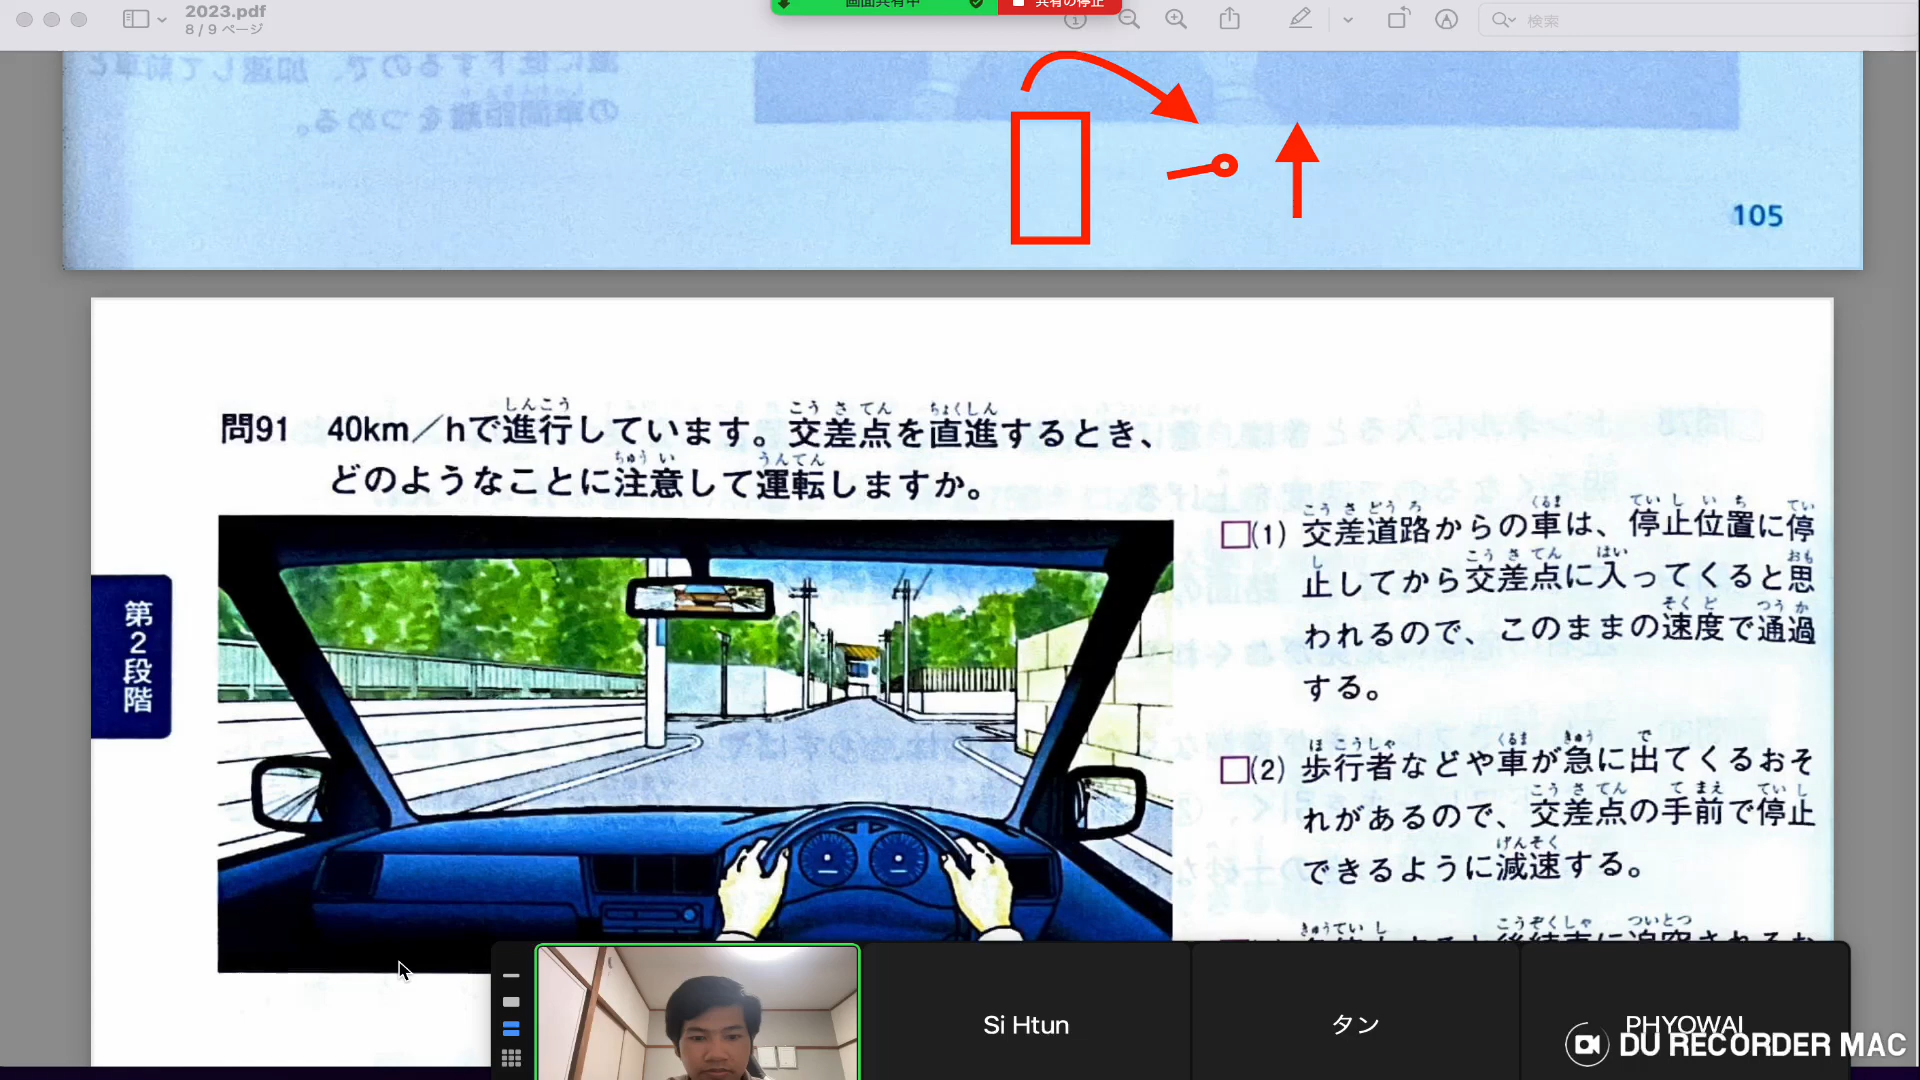 2023.pdf
8 / 9 ページ
画面共有中
共有の停止
検索
105
問91 40km/hで進行しています。交差点を直進するとき、
どのようなことに注意して運転しますか。
第2段階
□(1) 交差道路からの車は、停止位置に停
止してから交差点に入ってくると思
われるので、このままの速度で通過
する。
□(2) 歩行者などや車が急に出てくるおそ
れがあるので、交差点の手前で停止
できるように減速する。
Si Htun
タン
PHYOWAI
DU RECORDER MAC